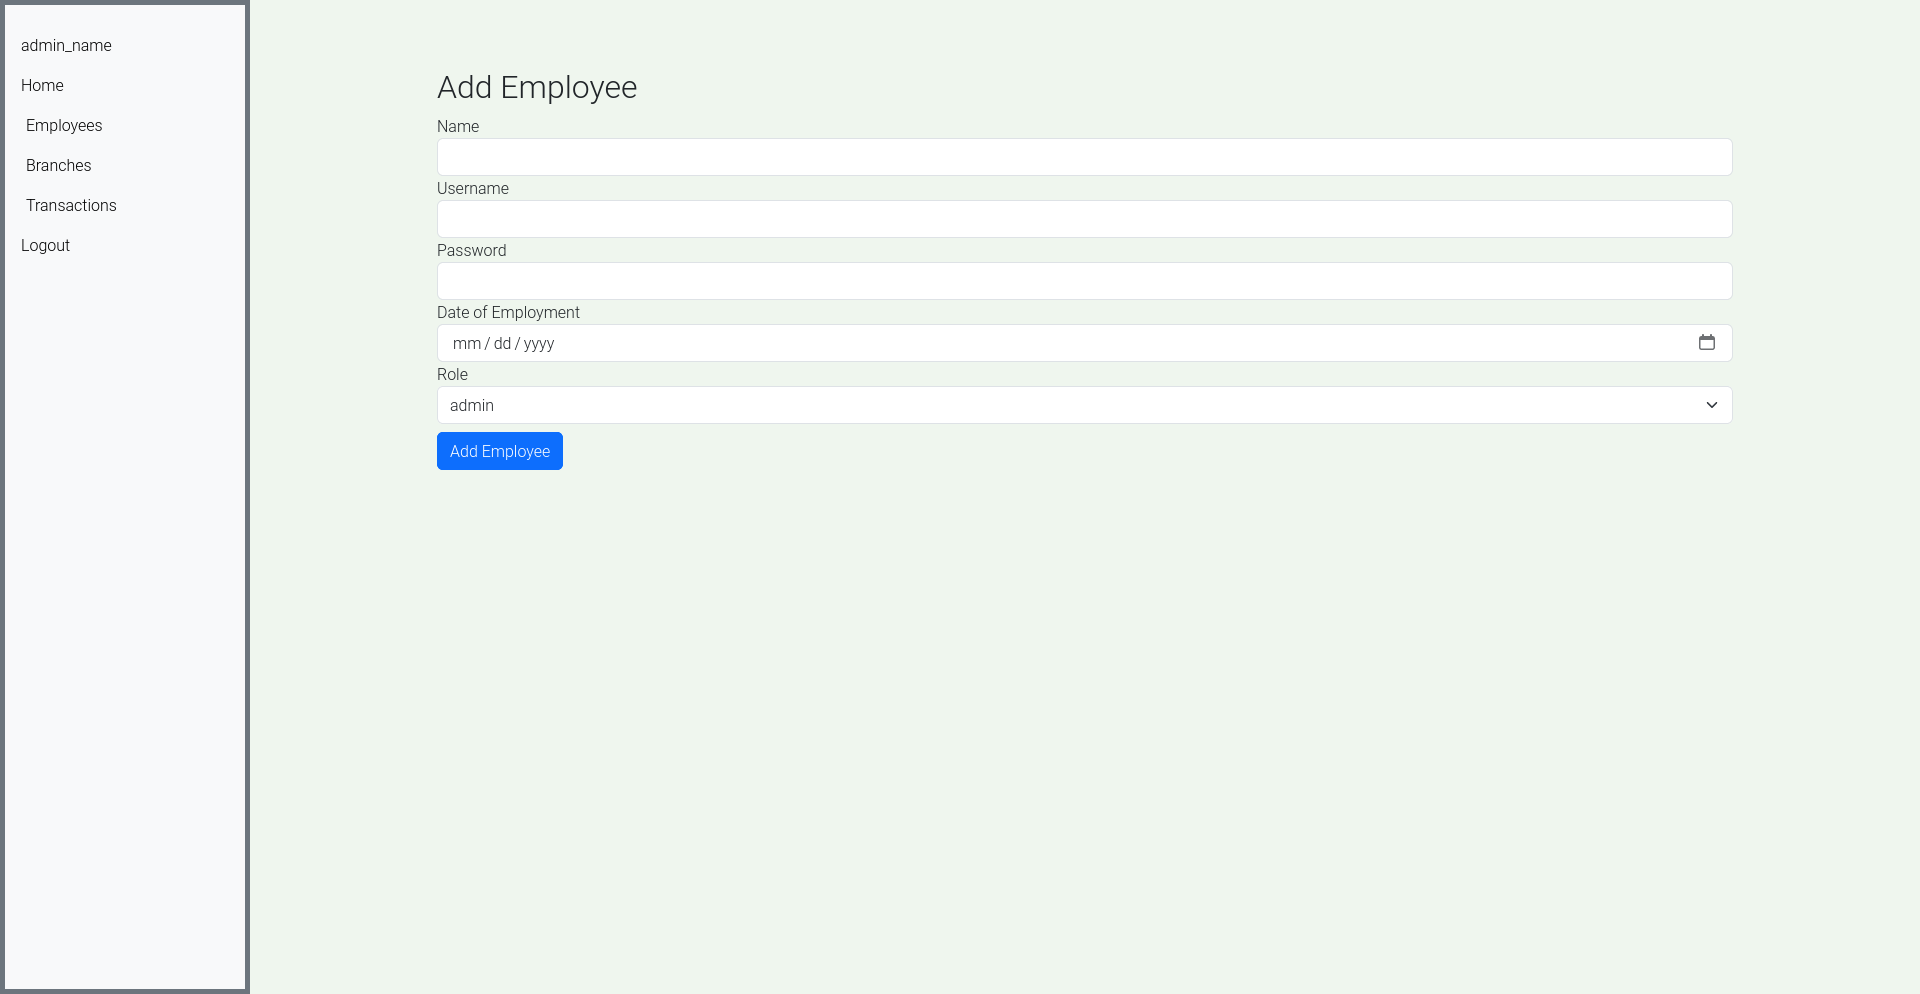 admin_name
Home
Employees
Branches
Transactions
Logout
Add Employee
Name
Username
Password
Date of Employment
mm / dd / yyyy
Role
admin
Add Employee